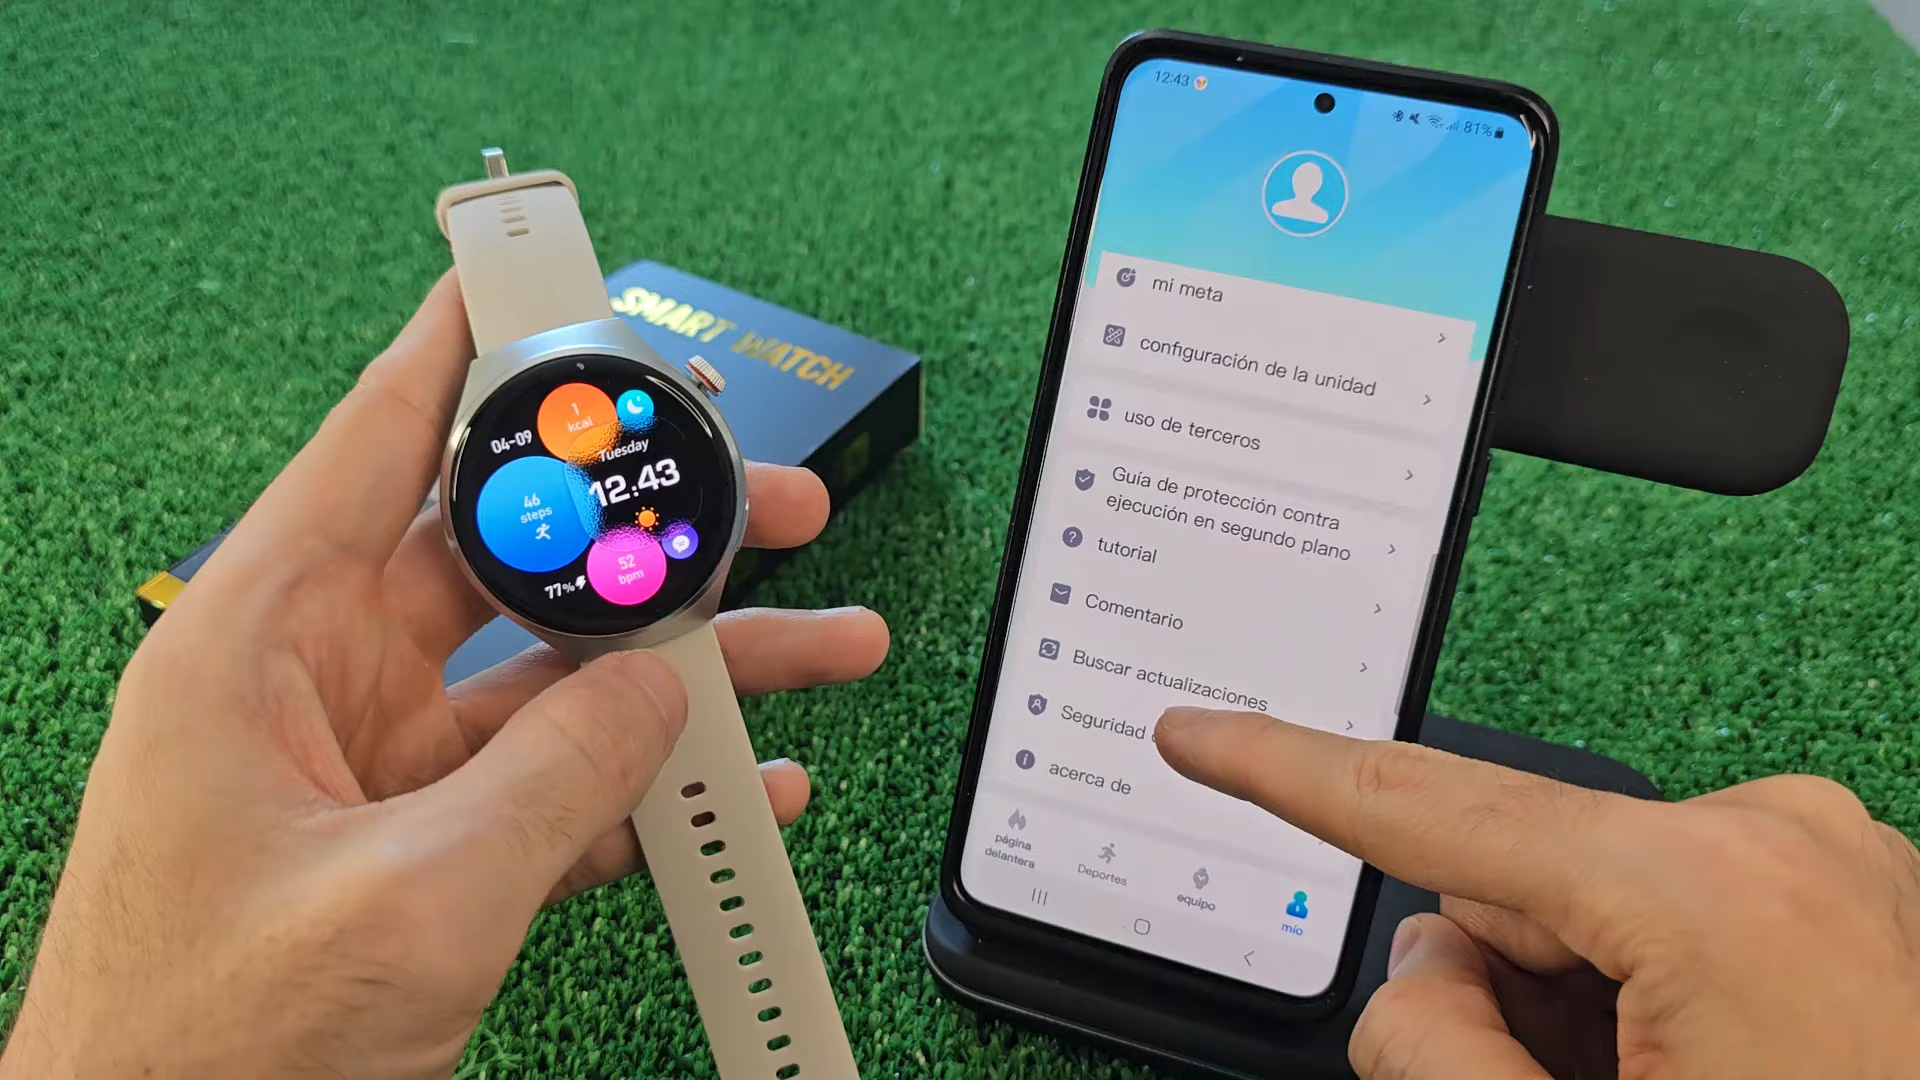 SMART WATCH
1
kcal
04-09
Tuesday
12:43
46
steps
52
bpm
77%
12:43
81%
mi meta
configuración de la unidad
uso de terceros
Guía de protección contra
ejecución en segundo plano
tutorial
Comentario
Buscar actualizaciones
Seguridad
acerca de
página
delantera
Deportes
equipo
mío